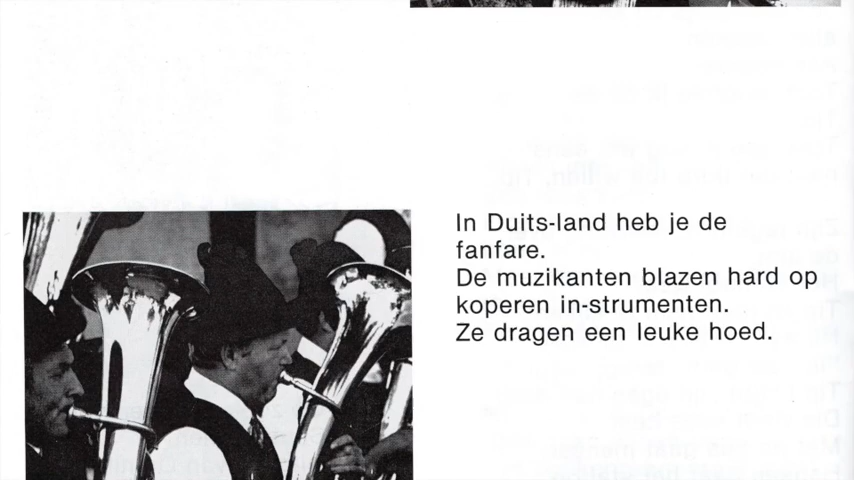 In Duits-land heb je de
fanfare.
De muzikanten blazen hard op
koperen in-strumenten.
Ze dragen een leuke hoed.